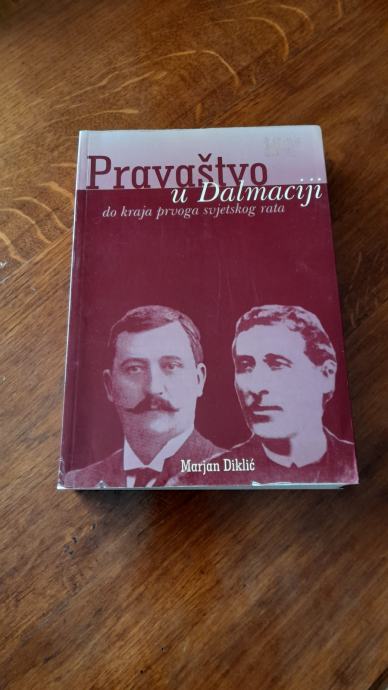 Pravaštvo
u Dalmaciji
do kraja prvoga svjetskog rata
Marjan Diklić